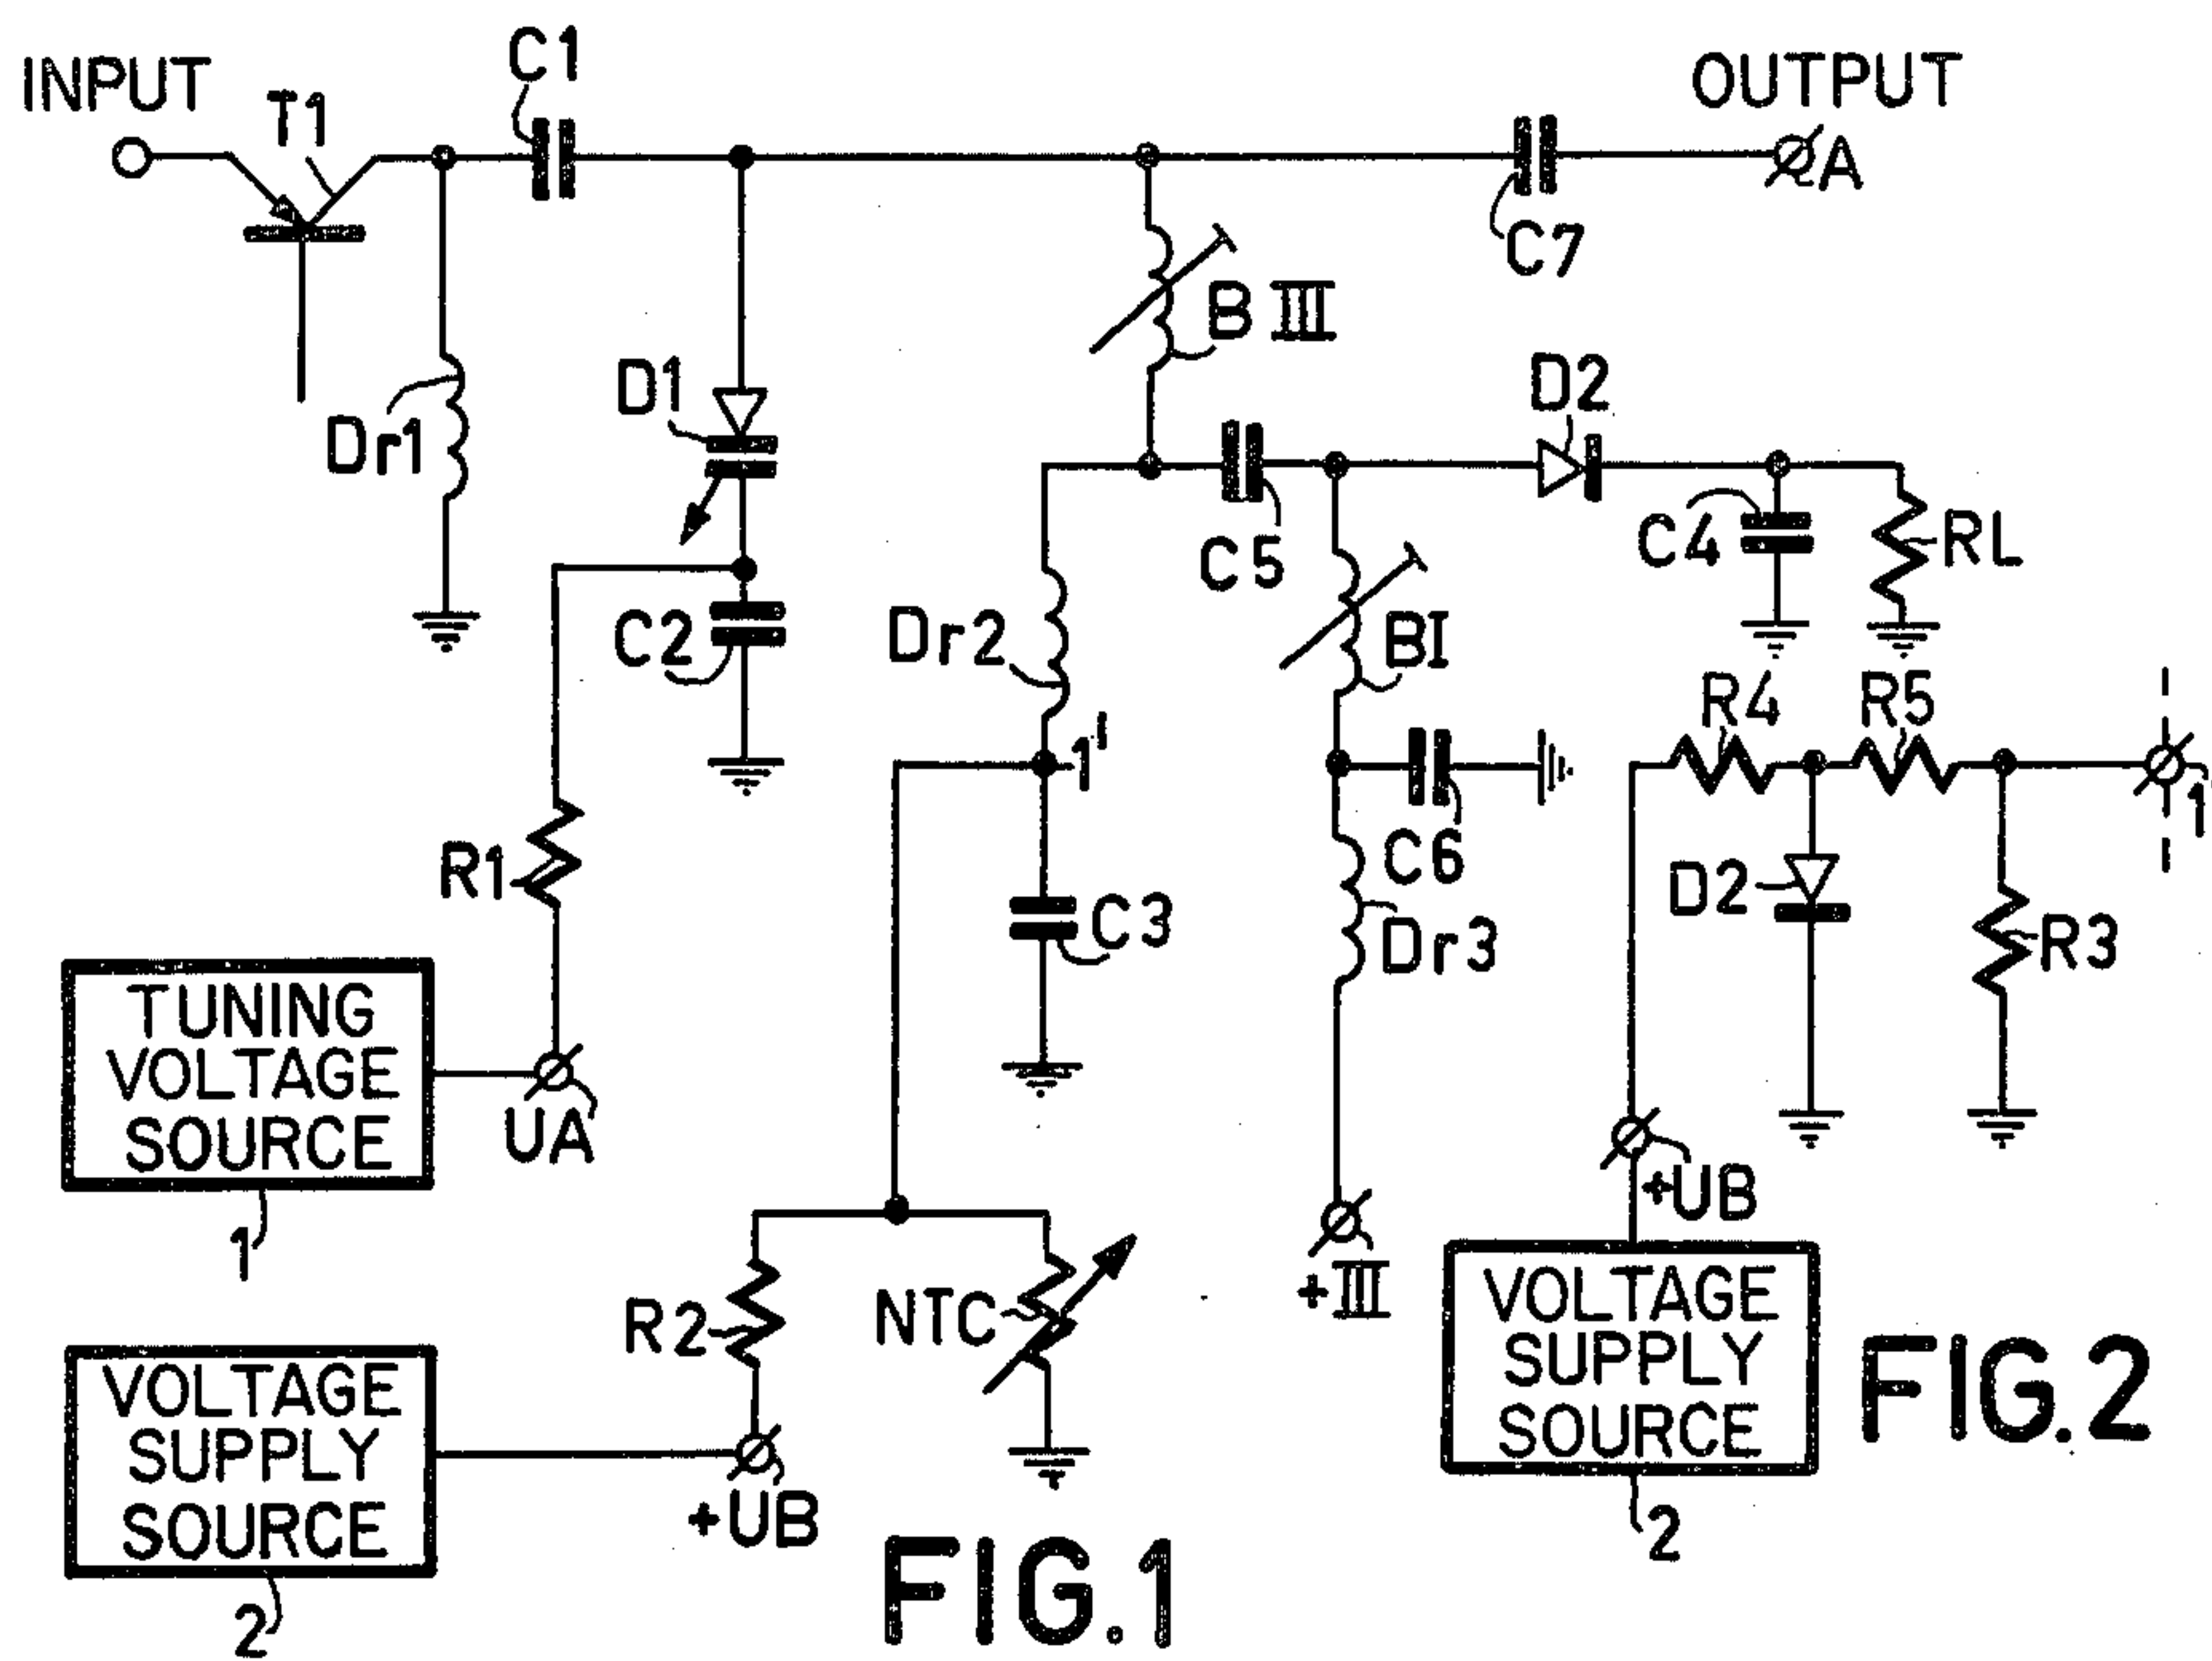 INPUT
T1
C1
OUTPUT
A
C7
B III
Dr1
D1
D2
C5
C4
RL
C2
Dr2
BI
R4
R5
1'
1'
R1
C3
C6
Dr3
D2
R3
TUNING
VOLTAGE
SOURCE
UA
1
+III
+UB
R2
NTC
VOLTAGE
SUPPLY
SOURCE
2
+UB
VOLTAGE
SUPPLY
SOURCE
2
FIG.1
FIG.2